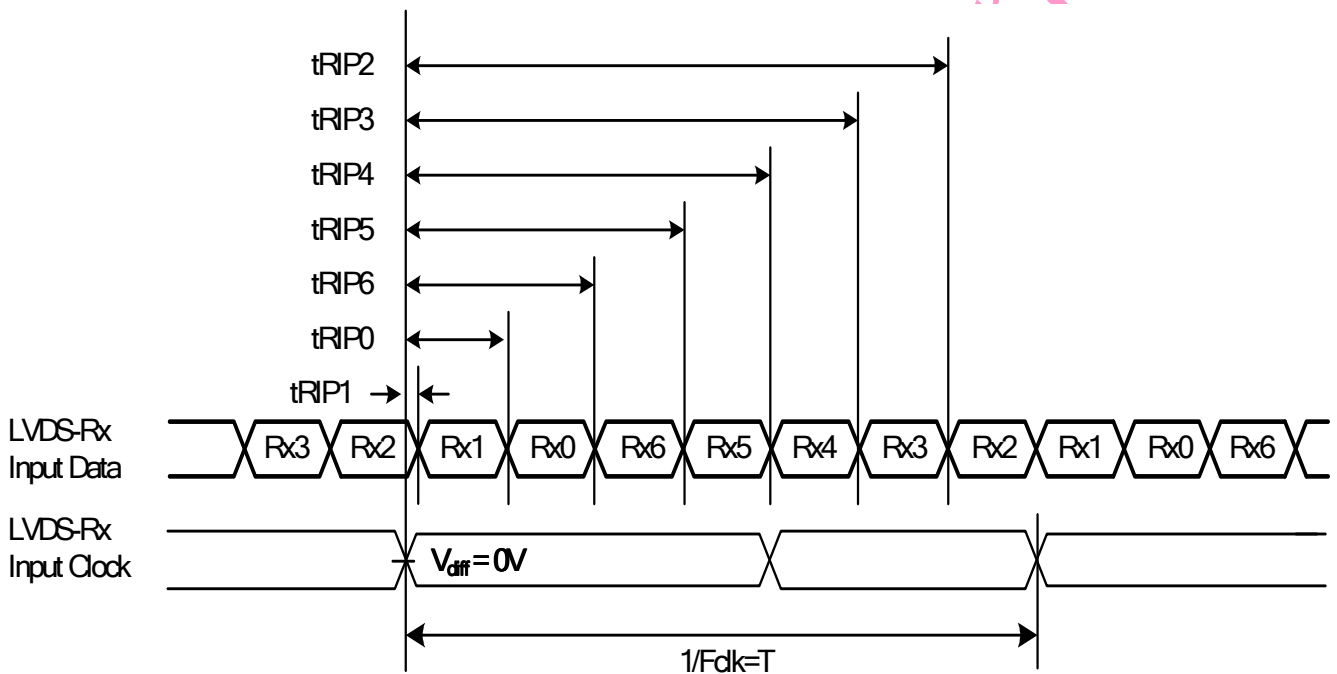 tRIP2
tRIP3
tRIP4
tRIP5
tRIP6
tRIP0
tRIP1
LVDS-Rx
Input Data
Rx3 Rx2 Rx1 Rx0 Rx6 Rx5 Rx4 Rx3 Rx2 Rx1 Rx0 Rx6
LVDS-Rx
Input Clock
Vdiff = 0V
1/Fclk=T